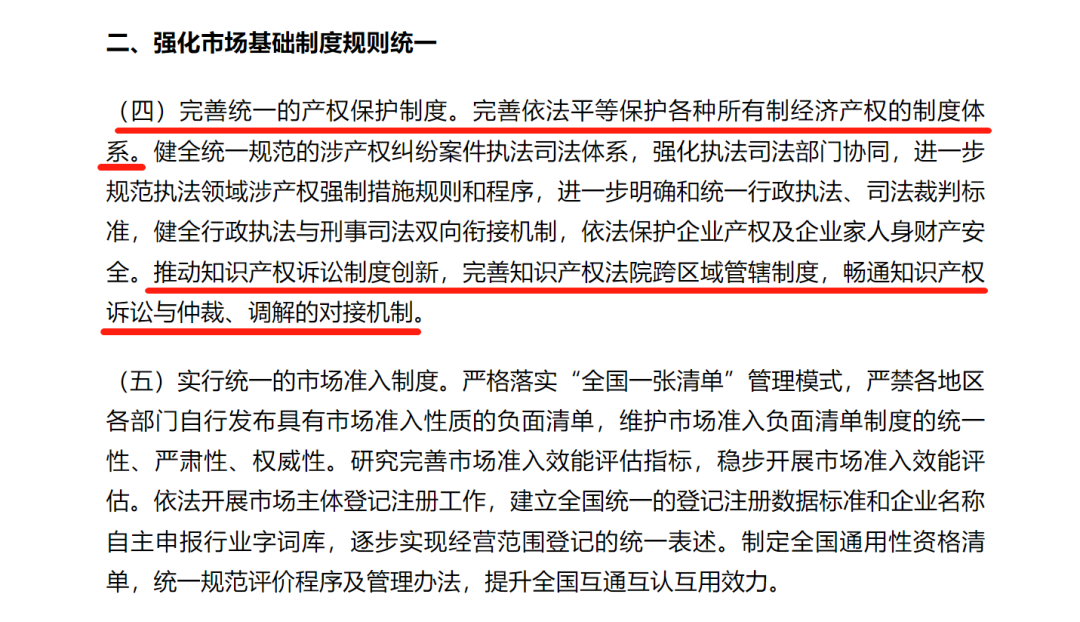 二、强化市场基础制度规则统一
（四）完善统一的产权保护制度。完善依法平等保护各种所有制经济产权的制度体
系。健全统一规范的涉产权纠纷案件执法司法体系，强化执法司法部门协同，进一步
规范执法领域涉产权强制措施规则和程序，进一步明确和统一行政执法、司法裁判标
准，健全行政执法与刑事司法双向衔接机制，依法保护企业产权及企业家人身财产安
全。推动知识产权诉讼制度创新，完善知识产权法院跨区域管辖制度，畅通知识产权
诉讼与仲裁、调解的对接机制。
（五）实行统一的市场准入制度。严格落实“全国一张清单”管理模式，严禁各地区
各部门自行发布具有市场准入性质的负面清单，维护市场准入负面清单制度的统一
性、严肃性、权威性。研究完善市场准入效能评估指标，稳步开展市场准入效能评
估。依法开展市场主体登记注册工作，建立全国统一的登记注册数据标准和企业名称
自主申报行业字词库，逐步实现经营范围登记的统一表述。制定全国通用性资格清
单，统一规范评价程序及管理办法，提升全国互通互认互用效力。